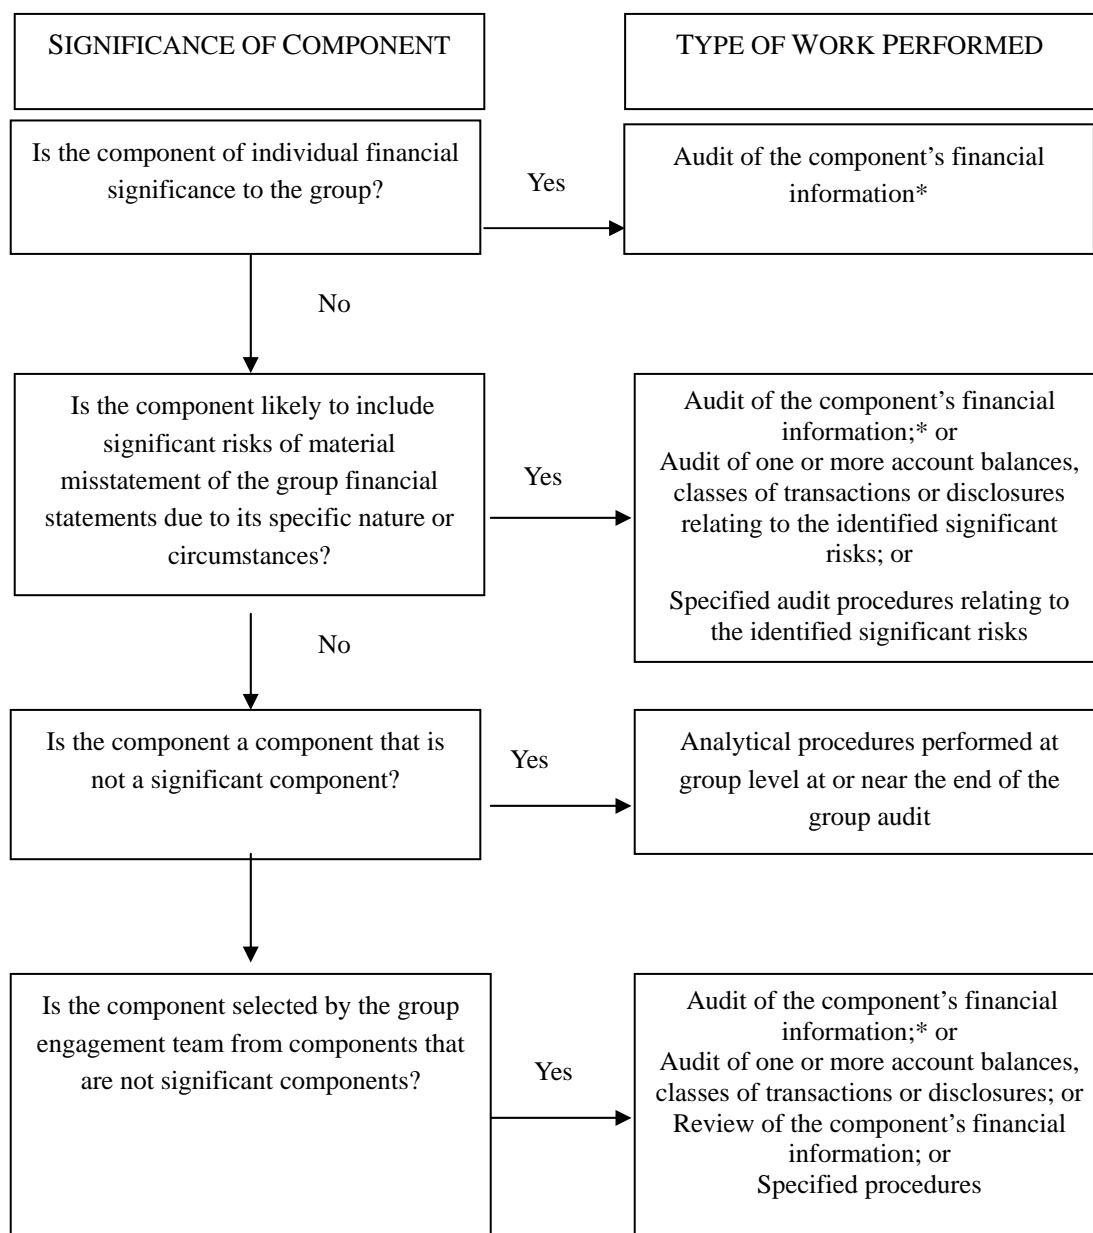 SIGNIFICANCE OF COMPONENT
TYPE OF WORK PERFORMED
Is the component of individual financial
significance to the group?
Yes
Audit of the component’s financial
information*
No
Is the component likely to include
significant risks of material
misstatement of the group financial
statements due to its specific nature or
circumstances?
Yes
Audit of the component’s financial
information;* or
Audit of one or more account balances,
classes of transactions or disclosures
relating to the identified significant
risks; or
Specified audit procedures relating to
the identified significant risks
No
Is the component a component that is
not a significant component?
Yes
Analytical procedures performed at
group level at or near the end of the
group audit
Is the component selected by the group
engagement team from components that
are not significant components?
Yes
Audit of the component’s financial
information;* or
Audit of one or more account balances,
classes of transactions or disclosures; or
Review of the component’s financial
information; or
Specified procedures